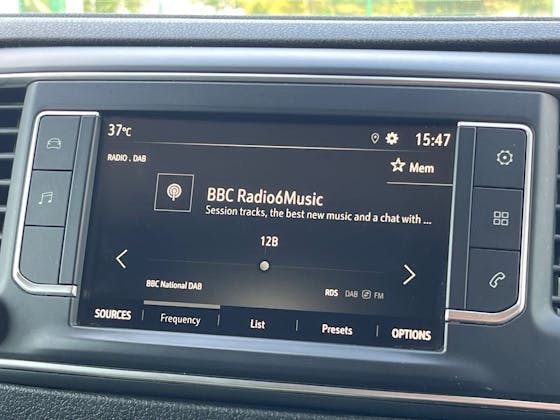 37°C
15:47
RADIO . DAB
Mem
BBC Radio6Music
Session tracks, the best new music and a chat with ...
12B
BBC National DAB
RDS DAB FM
SOURCES
Frequency
List
Presets
OPTIONS